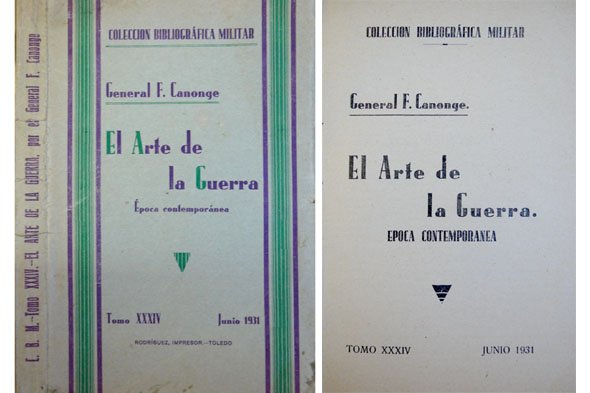 C. B. M.-Tomo XXXIV.-EL ARTE DE LA GUERRA, por el General F. Canonge
COLECCION BIBLIOGRÁFICA MILITAR
General F. Canonge
El Arte de
la Guerra
Época contemporánea
Tomo XXXIV Junio 1931
RODRÍGUEZ, IMPRESOR.—TOLEDO
COLECCION BIBLIOGRÁFICA MILITAR
General F. Canonge.
El Arte de
la Guerra.
EPOCA CONTEMPORANEA
TOMO XXXIV JUNIO 1931